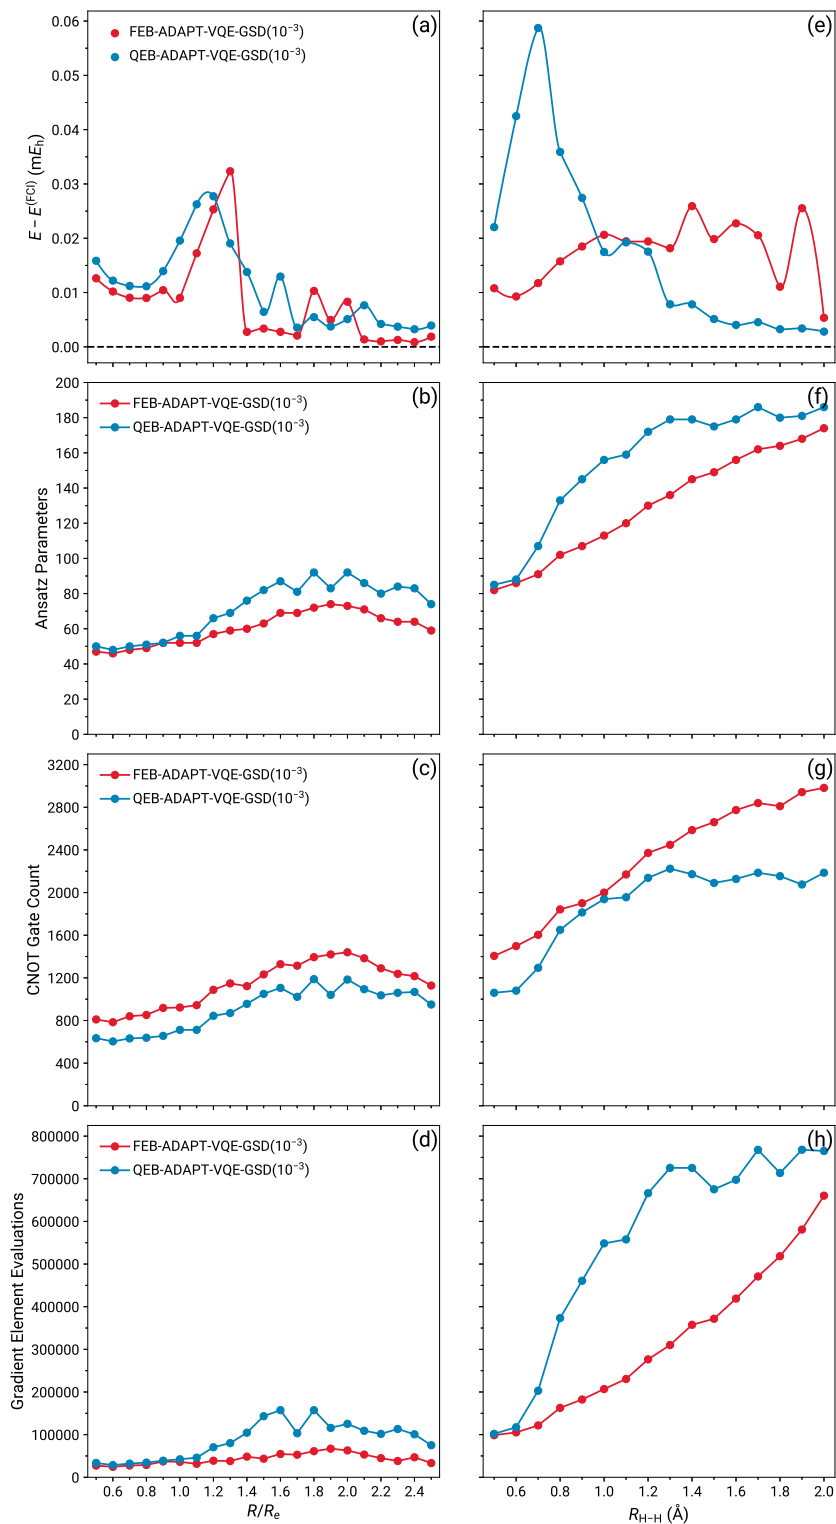 (a)
FEB-ADAPT-VQE-GSD(10⁻³)
QEB-ADAPT-VQE-GSD(10⁻³)
E − E^(FCI) (mE_h)
0.06
0.05
0.04
0.03
0.02
0.01
0.00
(e)
(b)
FEB-ADAPT-VQE-GSD(10⁻³)
QEB-ADAPT-VQE-GSD(10⁻³)
Ansatz Parameters
200
180
160
140
120
100
80
60
40
20
0
(f)
(c)
FEB-ADAPT-VQE-GSD(10⁻³)
QEB-ADAPT-VQE-GSD(10⁻³)
CNOT Gate Count
3200
2800
2400
2000
1600
1200
800
400
0
(g)
(d)
FEB-ADAPT-VQE-GSD(10⁻³)
QEB-ADAPT-VQE-GSD(10⁻³)
Gradient Element Evaluations
800000
700000
600000
500000
400000
300000
200000
100000
0
0.6 0.8 1.0 1.2 1.4 1.6 1.8 2.0 2.2 2.4
R/R_e
(h)
0.6 0.8 1.0 1.2 1.4 1.6 1.8 2.0
R_H−H (Å)